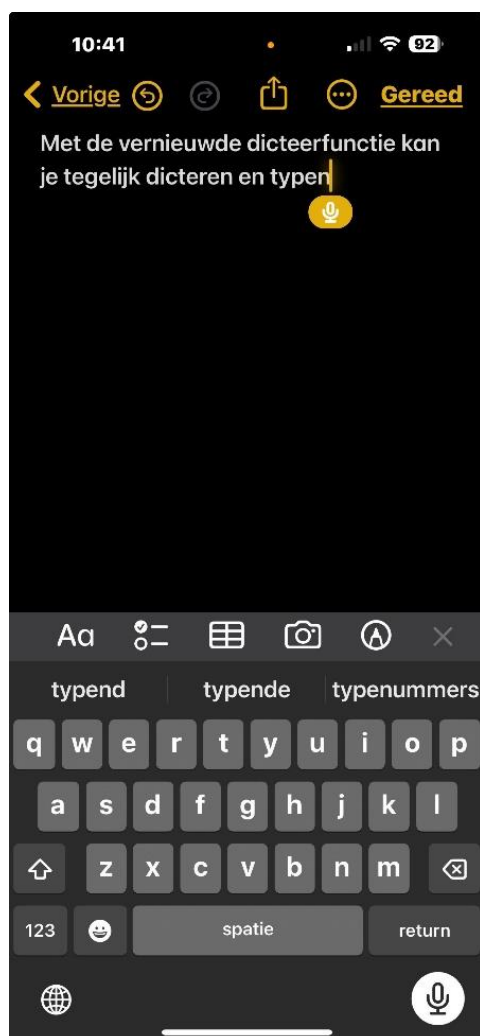 10:41
92
Vorige
Gereed
Met de vernieuwde dicteerfunctie kan
je tegelijk dicteren en typen
Aa
typend typende typenummers
q w e r t y u i o p
a s d f g h j k l
z x c v b n m
123 spatie return